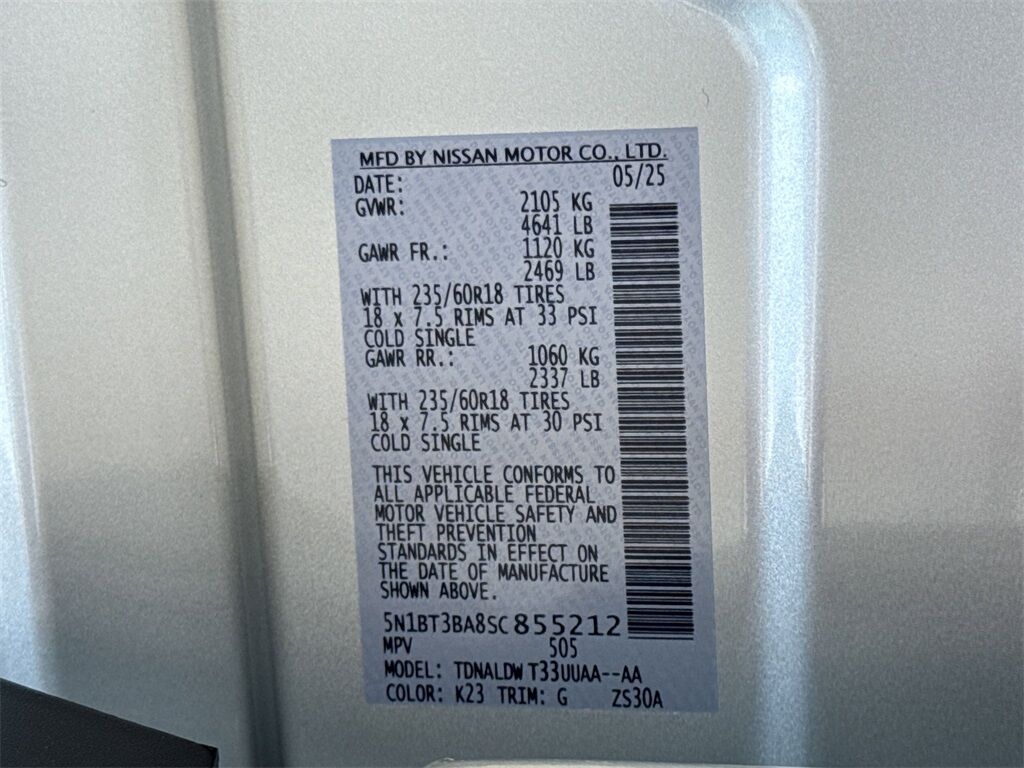 MFD BY NISSAN MOTOR CO., LTD.
DATE: 05/25
GVWR: 2105 KG
4641 LB
GAWR FR.: 1120 KG
2469 LB
WITH 235/60R18 TIRES
18 x 7.5 RIMS AT 33 PSI
COLD SINGLE
GAWR RR.: 1060 KG
2337 LB
WITH 235/60R18 TIRES
18 x 7.5 RIMS AT 30 PSI
COLD SINGLE
THIS VEHICLE CONFORMS TO
ALL APPLICABLE FEDERAL
MOTOR VEHICLE SAFETY AND
THEFT PREVENTION
STANDARDS IN EFFECT ON
THE DATE OF MANUFACTURE
SHOWN ABOVE.
5N1BT3BA8SC855212
MPV 505
MODEL: TDNALDW T33UUAA--AA
COLOR: K23 TRIM: G ZS30A